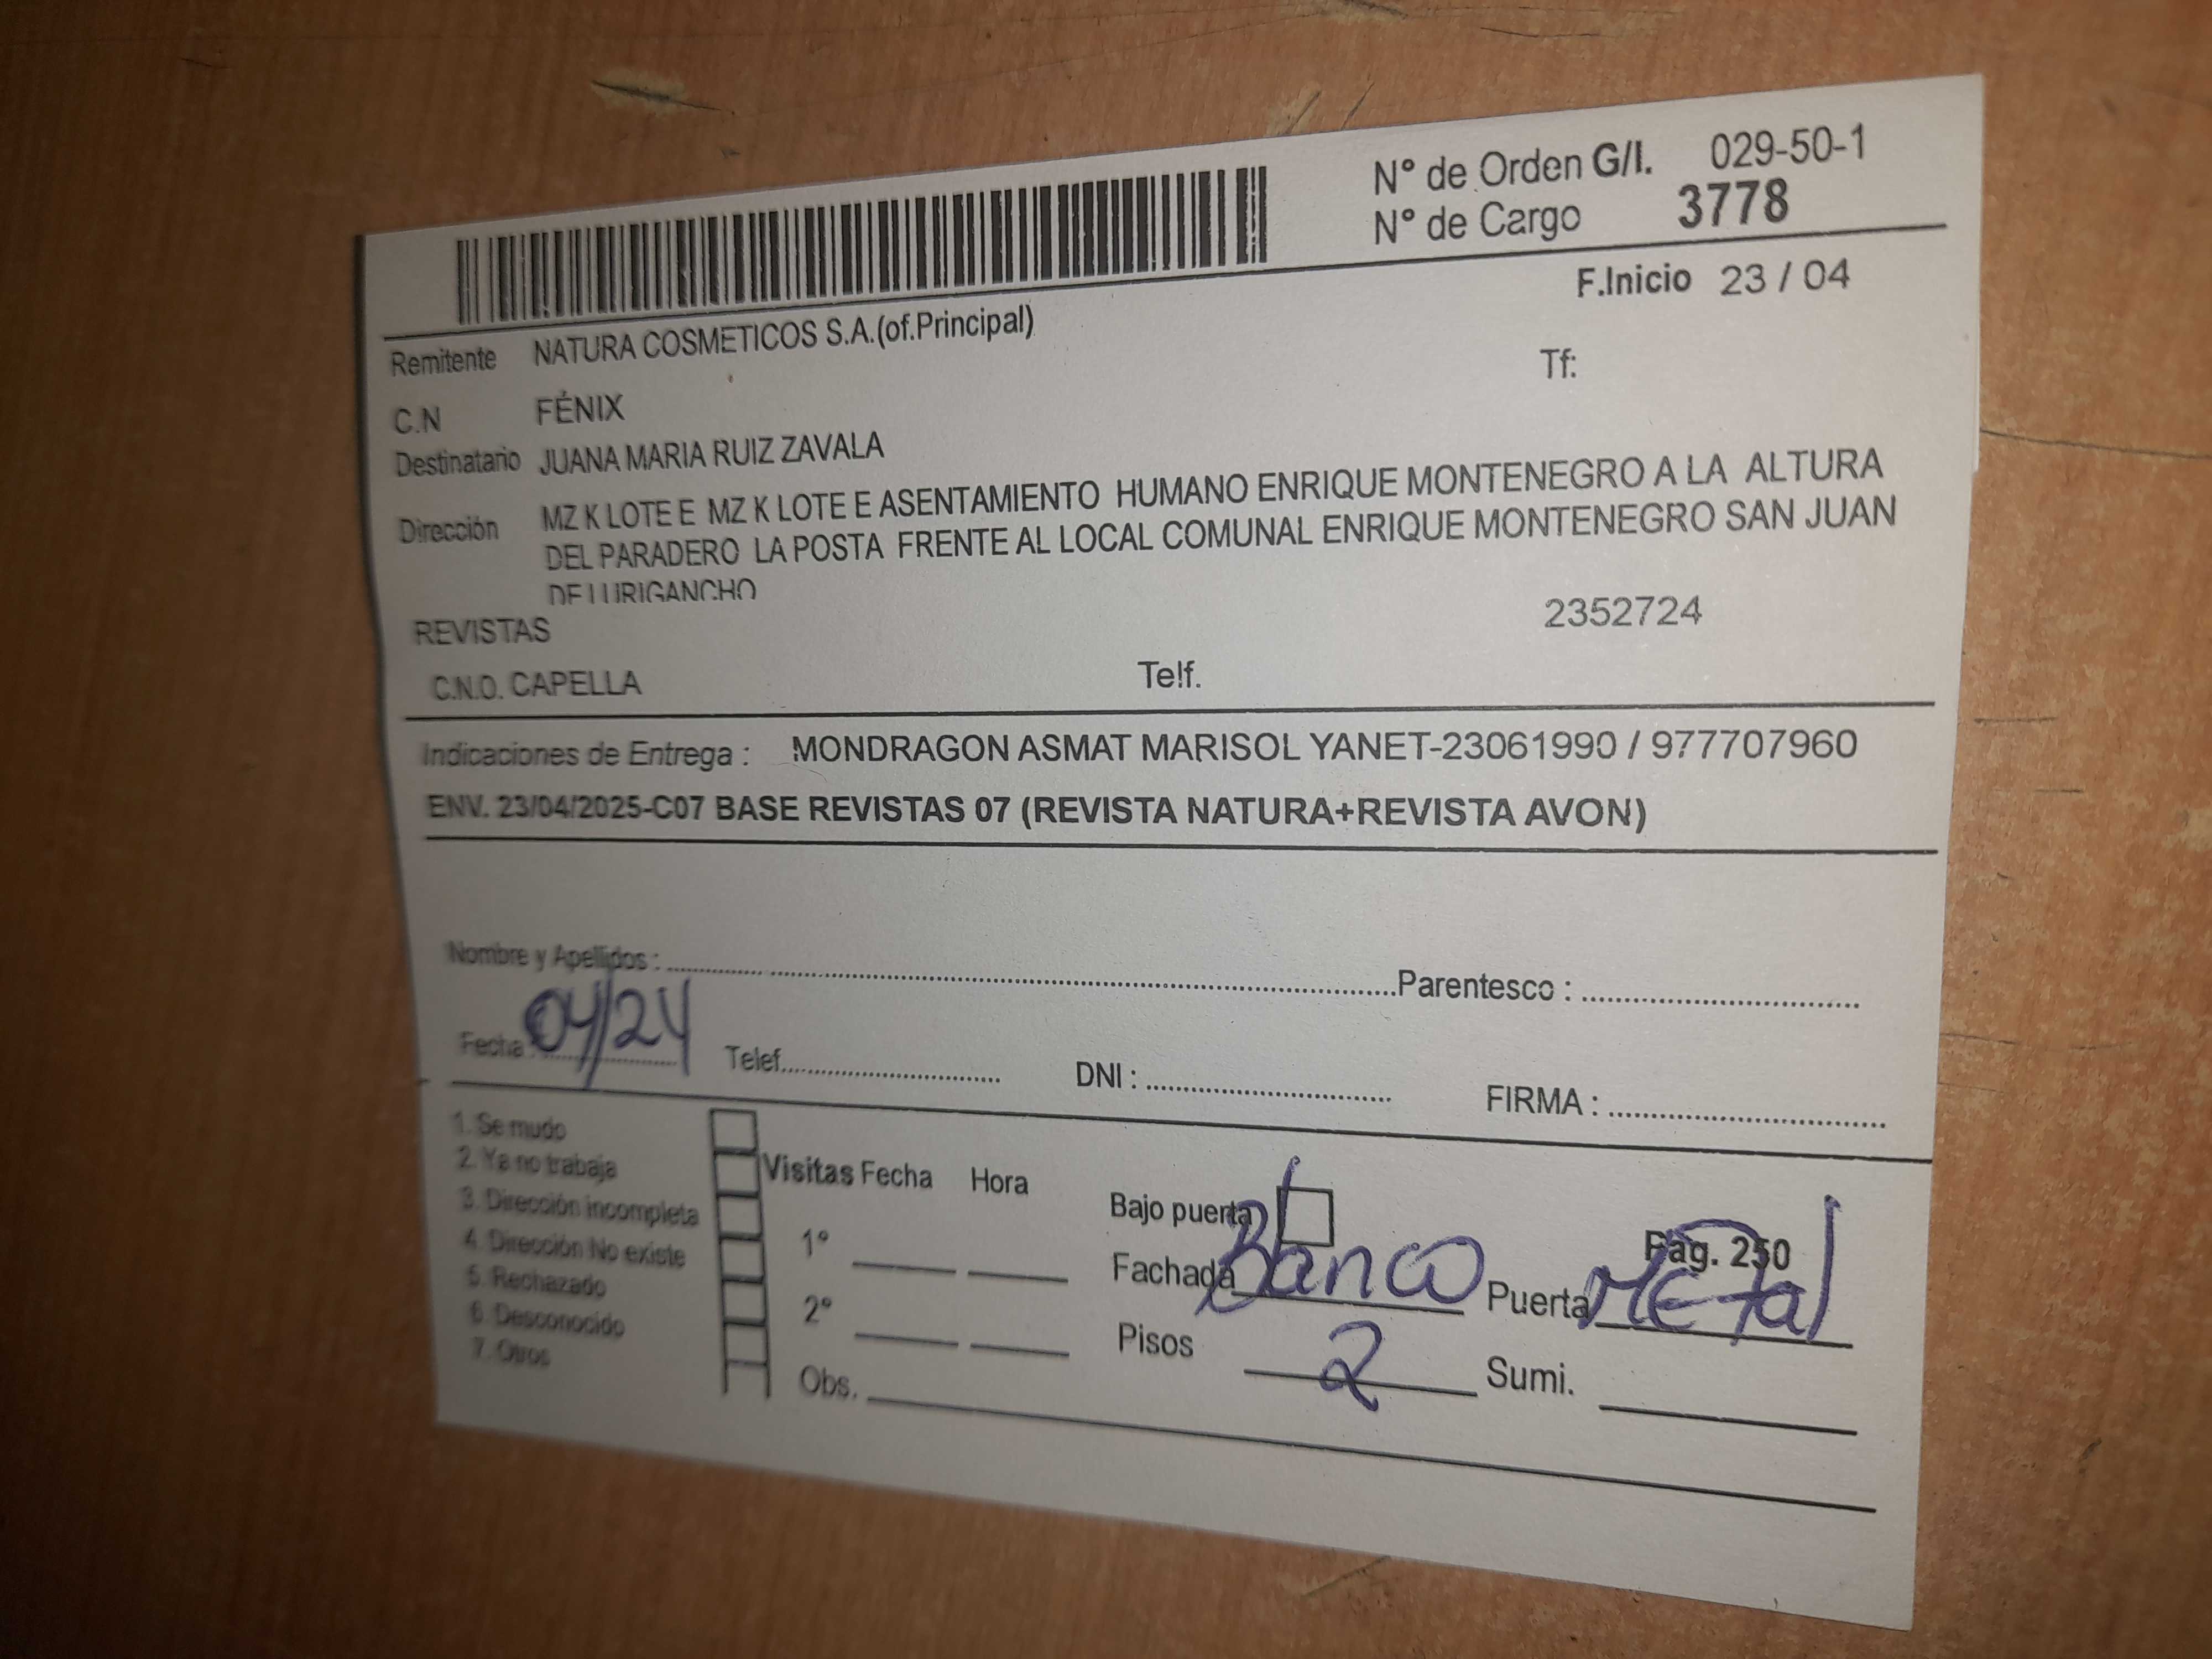 N° de Orden G/I. 029-50-1
N° de Cargo 3778
F.Inicio 23 / 04
Remitente NATURA COSMETICOS S.A.(of.Principal)
Tf:
C.N FÉNIX
Destinatario JUANA MARIA RUIZ ZAVALA
Dirección MZ K LOTE E MZ K LOTE E ASENTAMIENTO HUMANO ENRIQUE MONTENEGRO A LA ALTURA
DEL PARADERO LA POSTA FRENTE AL LOCAL COMUNAL ENRIQUE MONTENEGRO SAN JUAN
DE LURIGANCHO
REVISTAS 2352724
C.N.O. CAPELLA Telf.
Indicaciones de Entrega : MONDRAGON ASMAT MARISOL YANET-23061990 / 977707960
ENV. 23/04/2025-C07 BASE REVISTAS 07 (REVISTA NATURA+REVISTA AVON)
Nombre y Apellidos : Parentesco :
Fecha : 04/24 Telef. DNI : FIRMA :
1. Se mudo
2. Ya no trabaja
3. Dirección incompleta
4. Dirección No existe
5. Rechazado
6. Desconocido
7. Otros
Visitas Fecha Hora
1°
2°
Obs.
Bajo puerta
Pag. 250
Fachada Blanco Puerta Metal
Pisos 2 Sumi.